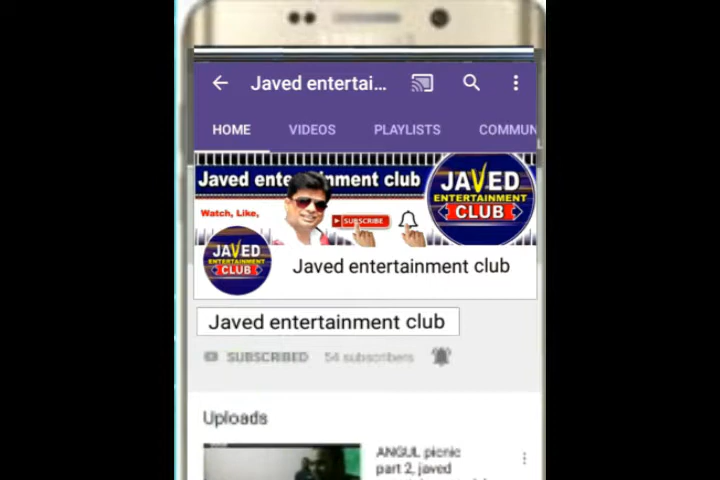 Javed entertai...
HOME VIDEOS PLAYLISTS COMMUN
Javed entertainment club
Watch, Like,
SUBSCRIBE
JAVED
ENTERTAINMENT
CLUB
JAVED
ENTERTAINMENT
CLUB
Javed entertainment club
Javed entertainment club
SUBSCRIBED 54 subscribers
Uploads
ANGUL picnic
part 2, javed